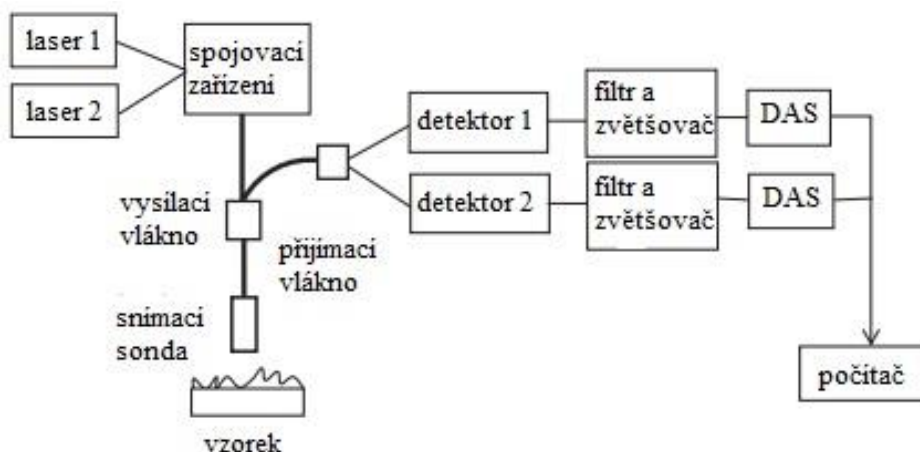 laser 1
laser 2
spojovací
zařízení
detektor 1
filtr a
zvětšovač
DAS
detektor 2
filtr a
zvětšovač
DAS
vysílací
vlákno
přijímací
vlákno
snímací
sonda
vzorek
počítač